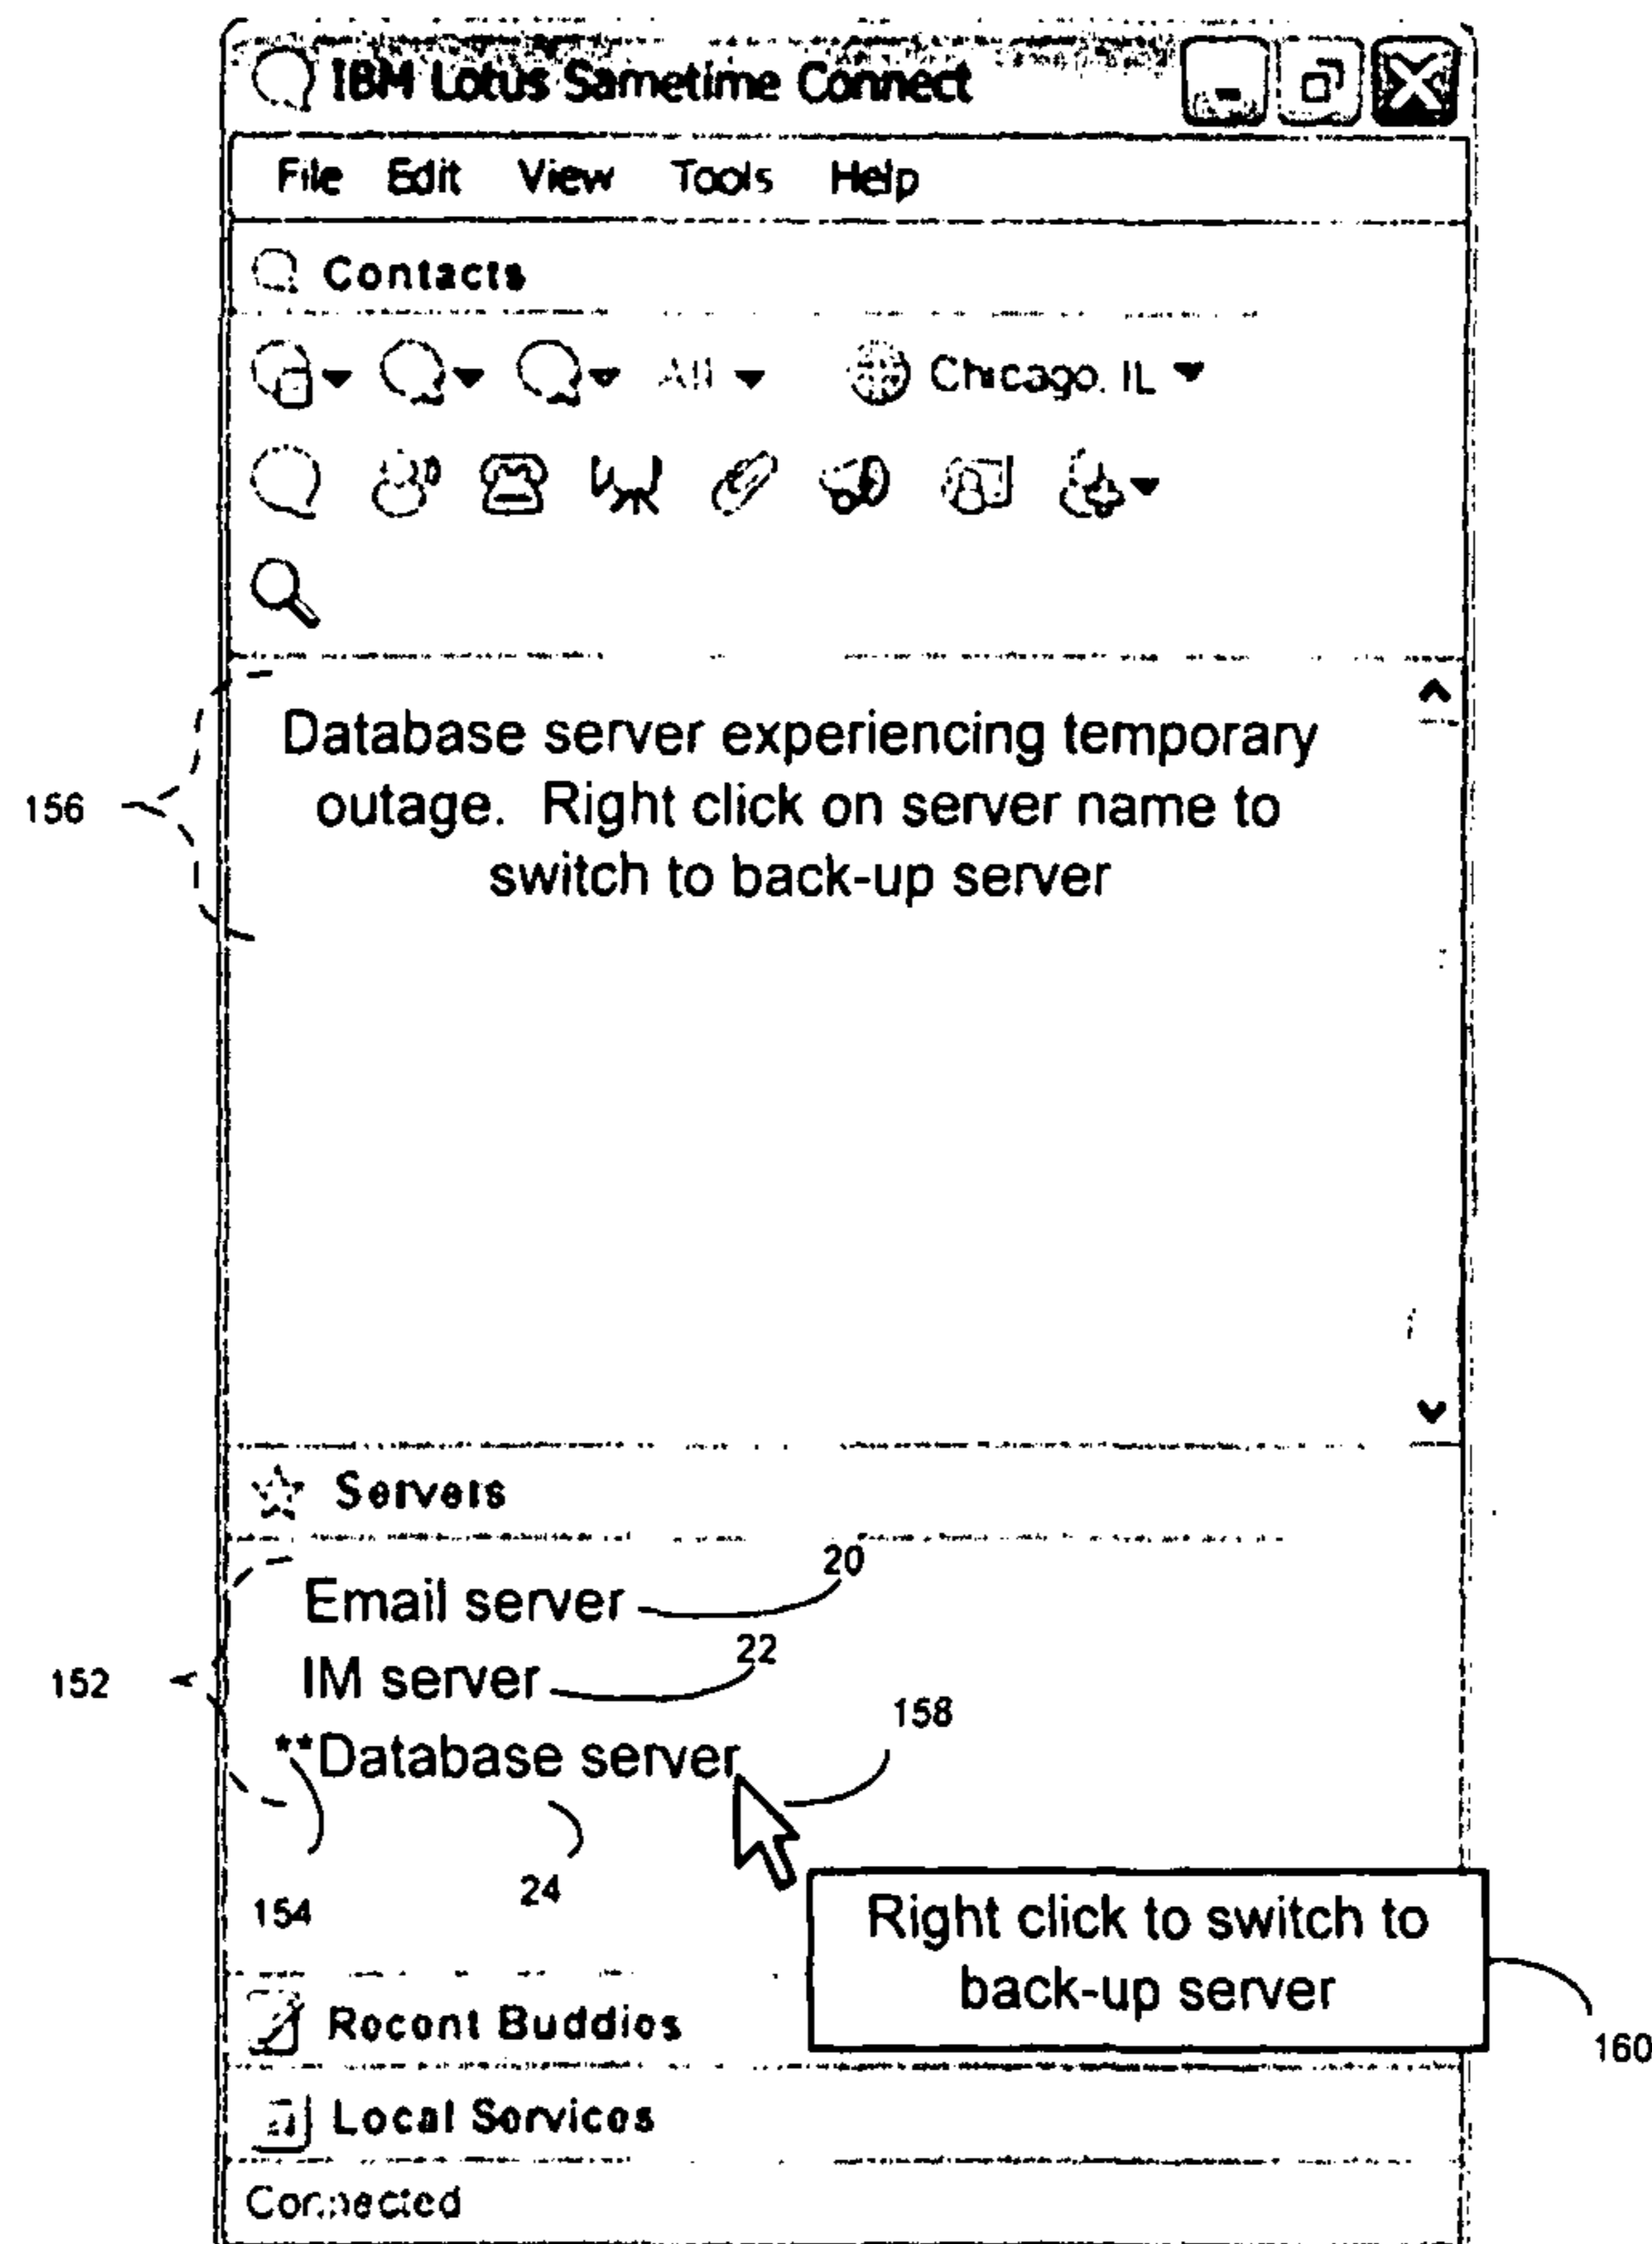 IBM Lotus Sametime Connect
File Edit View Tools Help
Contacts
All Chicago, IL
Database server experiencing temporary
outage. Right click on server name to
switch to back-up server
156
Servers
20
Email server
22
IM server
152
158
**Database server
24
154
Right click to switch to
back-up server
160
Recent Buddies
Local Services
Connected